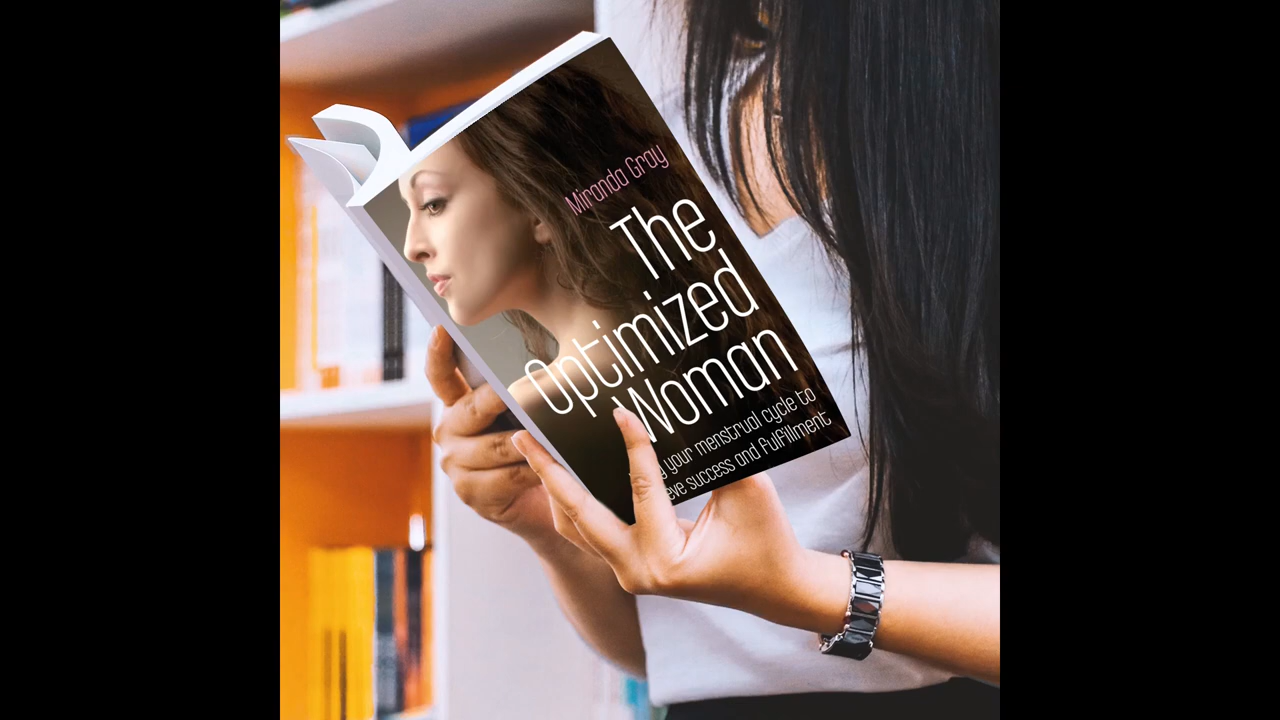 Miranda Gray
The
Optimized
Woman
your menstrual cycle to
success and fulfillment